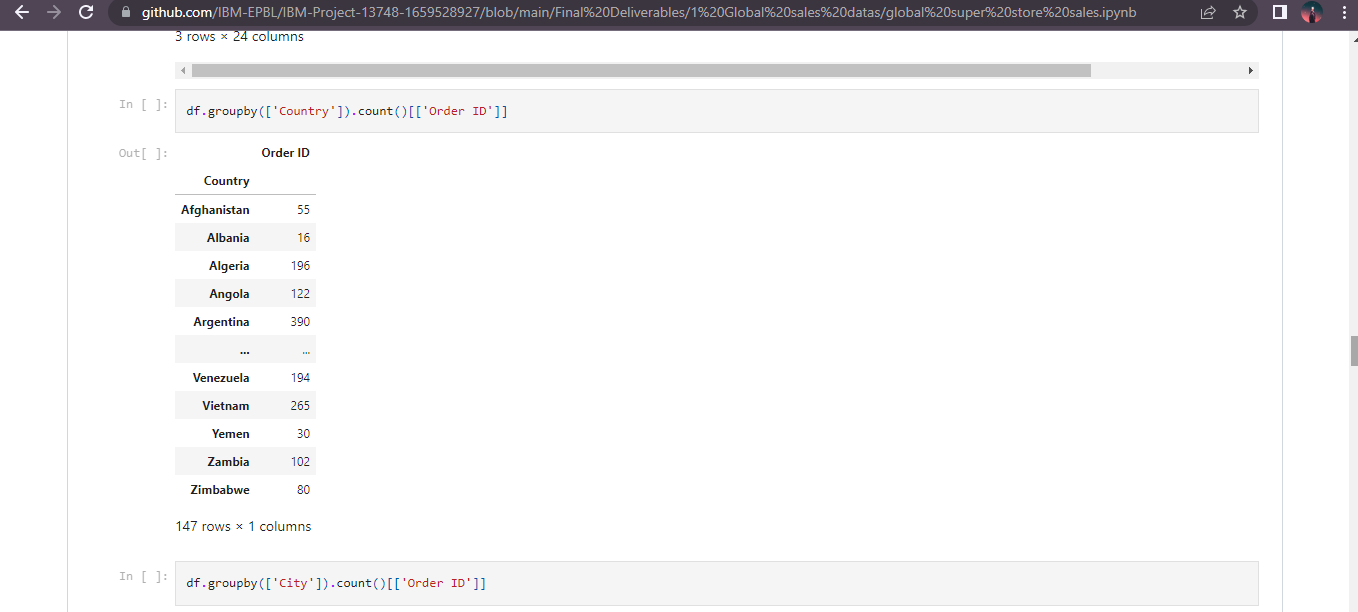 github.com/IBM-EPBL/IBM-Project-13748-1659528927/blob/main/Final%20Deliverables/1%20Global%20sales%20datas/global%20super%20store%20sales.ipynb
3 rows × 24 columns
In [ ]: df.groupby(['Country']).count()[['Order ID']]
Out[ ]: Order ID
Country
Afghanistan 55
Albania 16
Algeria 196
Angola 122
Argentina 390
... ...
Venezuela 194
Vietnam 265
Yemen 30
Zambia 102
Zimbabwe 80
147 rows × 1 columns
In [ ]: df.groupby(['City']).count()[['Order ID']]